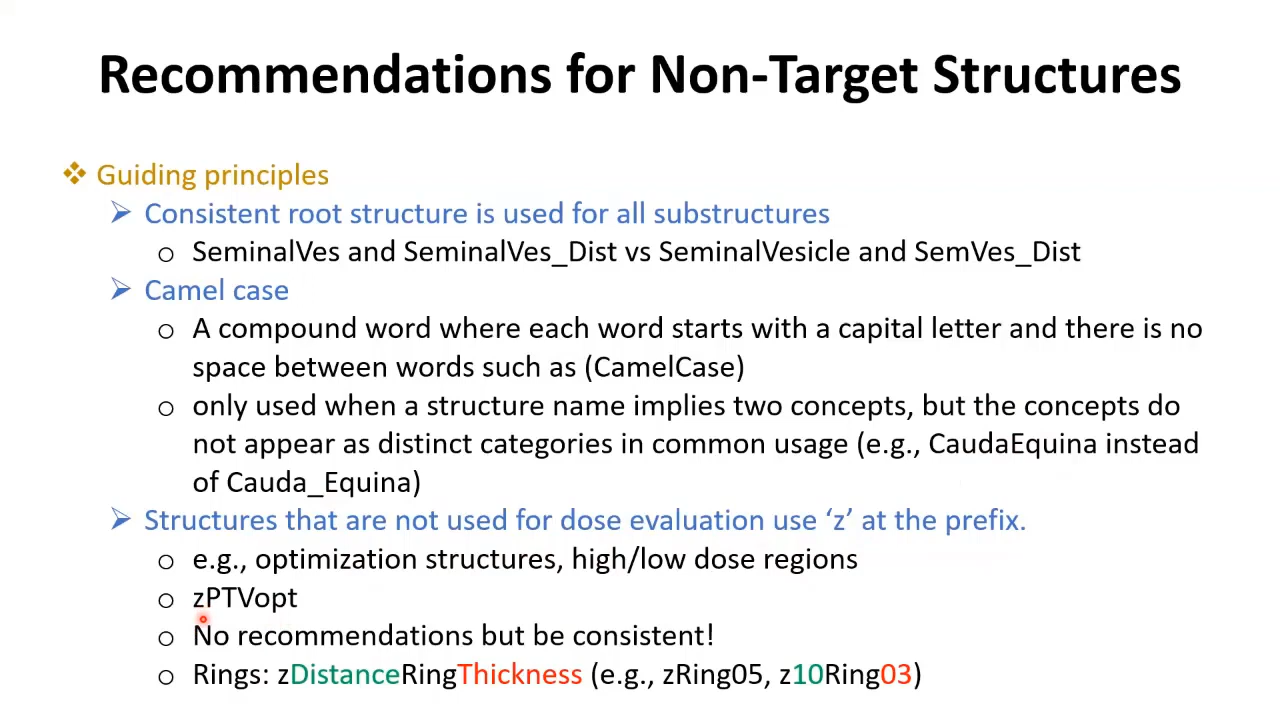 Recommendations for Non-Target Structures
Guiding principles
Consistent root structure is used for all substructures
SeminalVes and SeminalVes_Dist vs SeminalVesicle and SemVes_Dist
Camel case
A compound word where each word starts with a capital letter and there is no
space between words such as (CamelCase)
only used when a structure name implies two concepts, but the concepts do
not appear as distinct categories in common usage (e.g., CaudaEquina instead
of Cauda_Equina)
Structures that are not used for dose evaluation use ‘z’ at the prefix.
e.g., optimization structures, high/low dose regions
zPTVopt
No recommendations but be consistent!
Rings: zDistanceRingThickness (e.g., zRing05, z10Ring03)